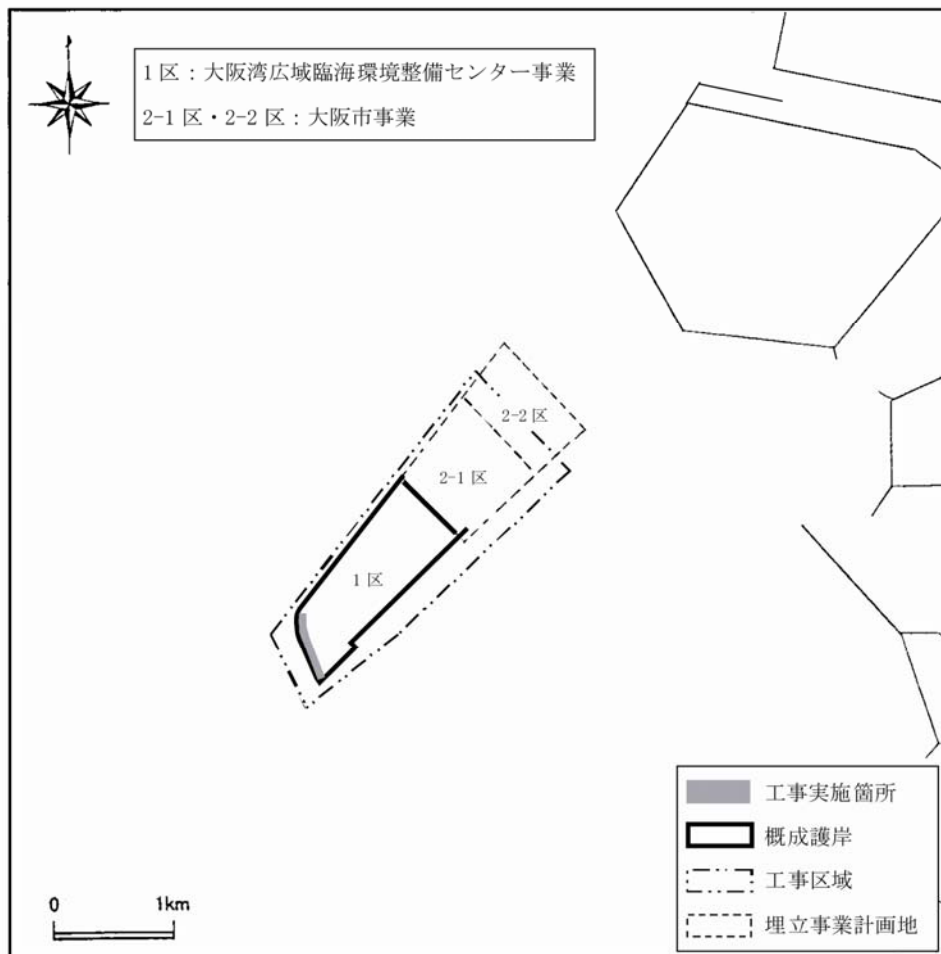 1区：大阪湾広域臨海環境整備センター事業
2-1区・2-2区：大阪市事業
2-2区
2-1区
1区
工事実施箇所
概成護岸
工事区域
埋立事業計画地
0 1km